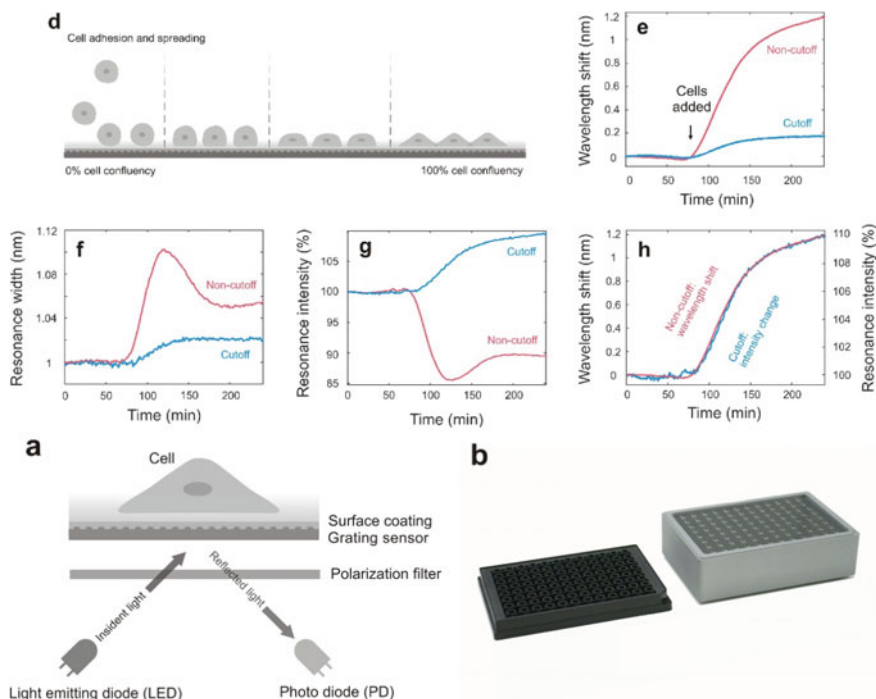 d
Cell adhesion and spreading
0% cell confluency
100% cell confluency
e
Wavelength shift (nm)
1.2
1
0.8
0.6
0.4
0.2
0
Non-cutoff
Cells
added
Cutoff
0 50 100 150 200
Time (min)
f
Resonance width (nm)
1.12
1.08
1.04
1
Non-cutoff
Cutoff
0 50 100 150 200
Time (min)
g
Resonance intensity (%)
100
95
90
85
Cutoff
Non-cutoff
0 50 100 150 200
Time (min)
h
Wavelength shift (nm)
1.2
1
0.8
0.6
0.4
0.2
0
Non-cutoff:
wavelength shift
Cutoff:
intensity change
110
108
106
104
102
100
Resonance intensity (%)
0 50 100 150 200
Time (min)
a
Cell
Surface coating
Grating sensor
Polarization filter
Insident light
Reflected light
Light emitting diode (LED)
Photo diode (PD)
b